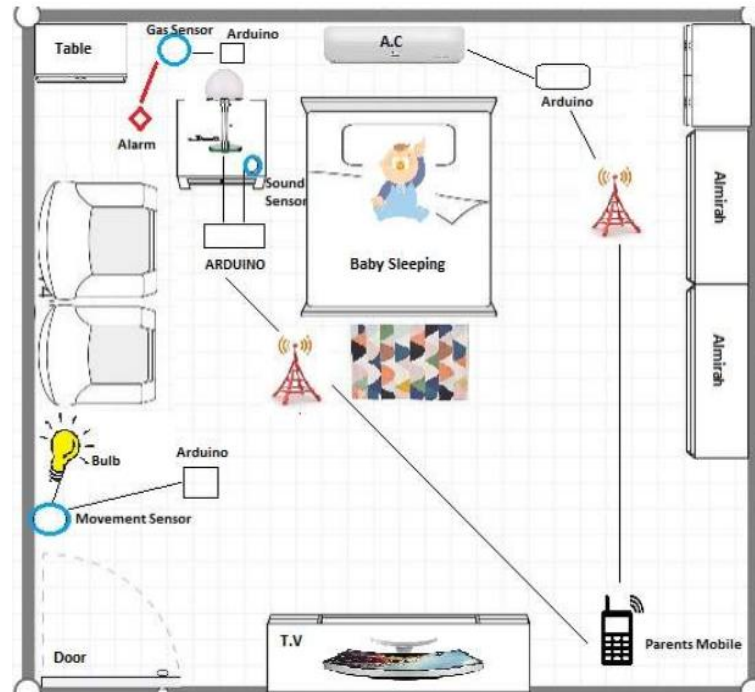 Gas Sensor
Arduino
Table
A.C
Arduino
Alarm
Sound
Sensor
Almirah
ARDUINO
Baby Sleeping
Almirah
Bulb
Arduino
Movement Sensor
T.V
Parents Mobile
Door